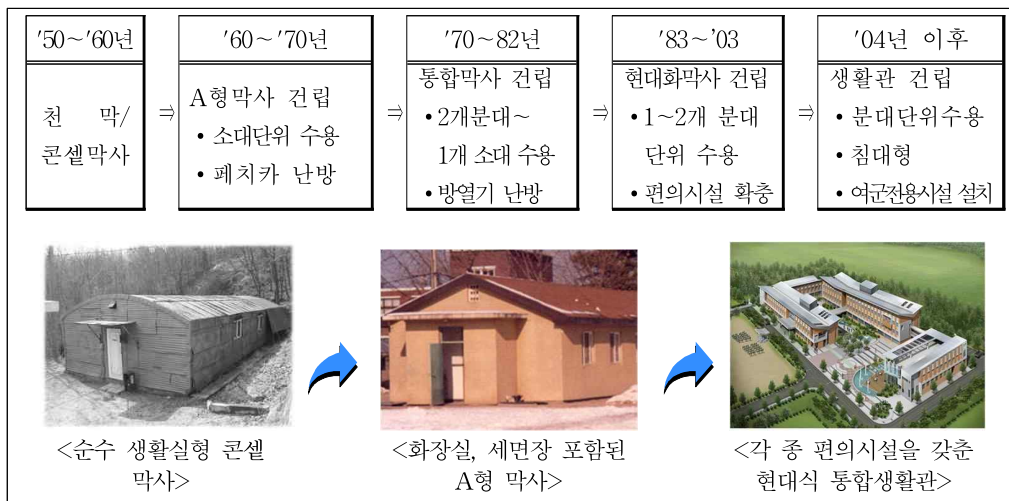 '50~'60년
천 막/
콘셑막사
⇒
'60~'70년
A형막사 건립
• 소대단위 수용
• 페치카 난방
⇒
'70~82년
통합막사 건립
• 2개분대~
1개 소대 수용
• 방열기 난방
⇒
'83~'03
현대화막사 건립
• 1~2개 분대
단위 수용
• 편의시설 확충
⇒
'04년 이후
생활관 건립
• 분대단위수용
• 침대형
• 여군전용시설 설치
<순수 생활실형 콘셑
막사>
<화장실, 세면장 포함된
A형 막사>
<각 종 편의시설을 갖춘
현대식 통합생활관>